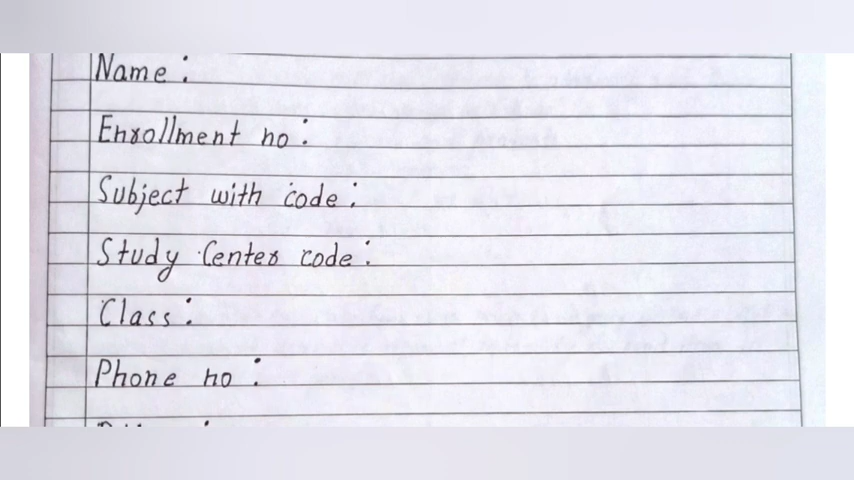 Name :
Enrollment no :
Subject with code :
Study Center code :
Class :
Phone no :